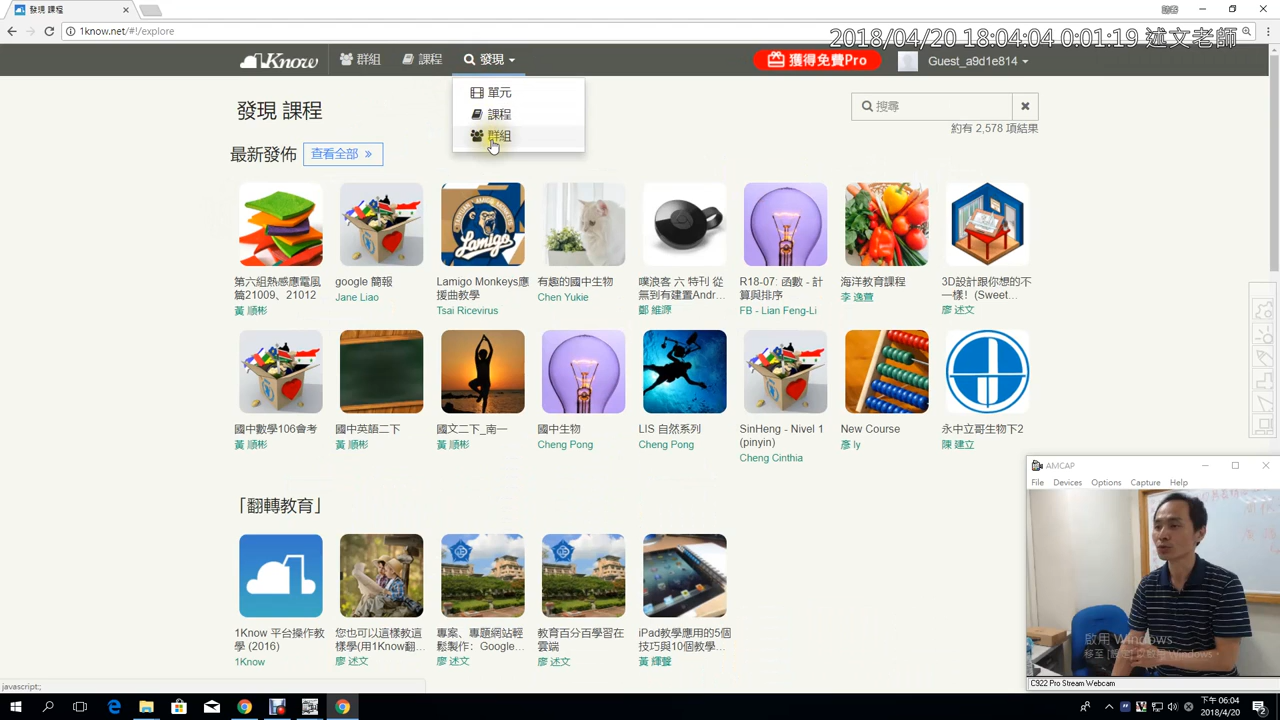 發現 課程
訪客
1know.net/#!/explore
2018/04/20 18:04:04 0:01:19 述文老師
1Know
群組
課程
發現
獲得免費Pro
Guest_a9d1e814
單元
課程
群組
發現 課程
搜尋
約有 2,578 項結果
最新發佈
查看全部
第六組熱感應電風
篇21009、21012
黃 順彬
google 簡報
Jane Liao
Lamigo Monkeys應
援曲教學
Tsai Ricevirus
有趣的國中生物
Chen Yukie
噗浪客 六 特刊 從
無到有建置Andr...
鄭 維源
R18-07: 函數 - 計
算與排序
FB - Lian Feng-Li
海洋教育課程
李 逸萱
3D設計跟你想的不
一樣！(Sweet...
廖 述文
Lamigo
國中數學106會考
黃 順彬
國中英語二下
黃 順彬
國文二下_南一
黃 順彬
國中生物
Cheng Pong
LIS 自然系列
Cheng Pong
SinHeng - Nivel 1
(pinyin)
Cheng Cinthia
New Course
彥 ly
永中立哥生物下2
陳 建立
「翻轉教育」
1Know 平台操作教
學 (2016)
1Know
您也可以這樣教這
樣學(用1Know翻...
廖 述文
專案、專題網站輕
鬆製作：Google...
廖 述文
教育百分百學習在
雲端
廖 述文
iPad教學應用的5個
技巧與10個教學...
黃 輝聲
AMCAP
File Devices Options Capture Help
啟用 Windows
C922 Pro Stream Webcam
javascript:;
下午 06:04
2018/4/20